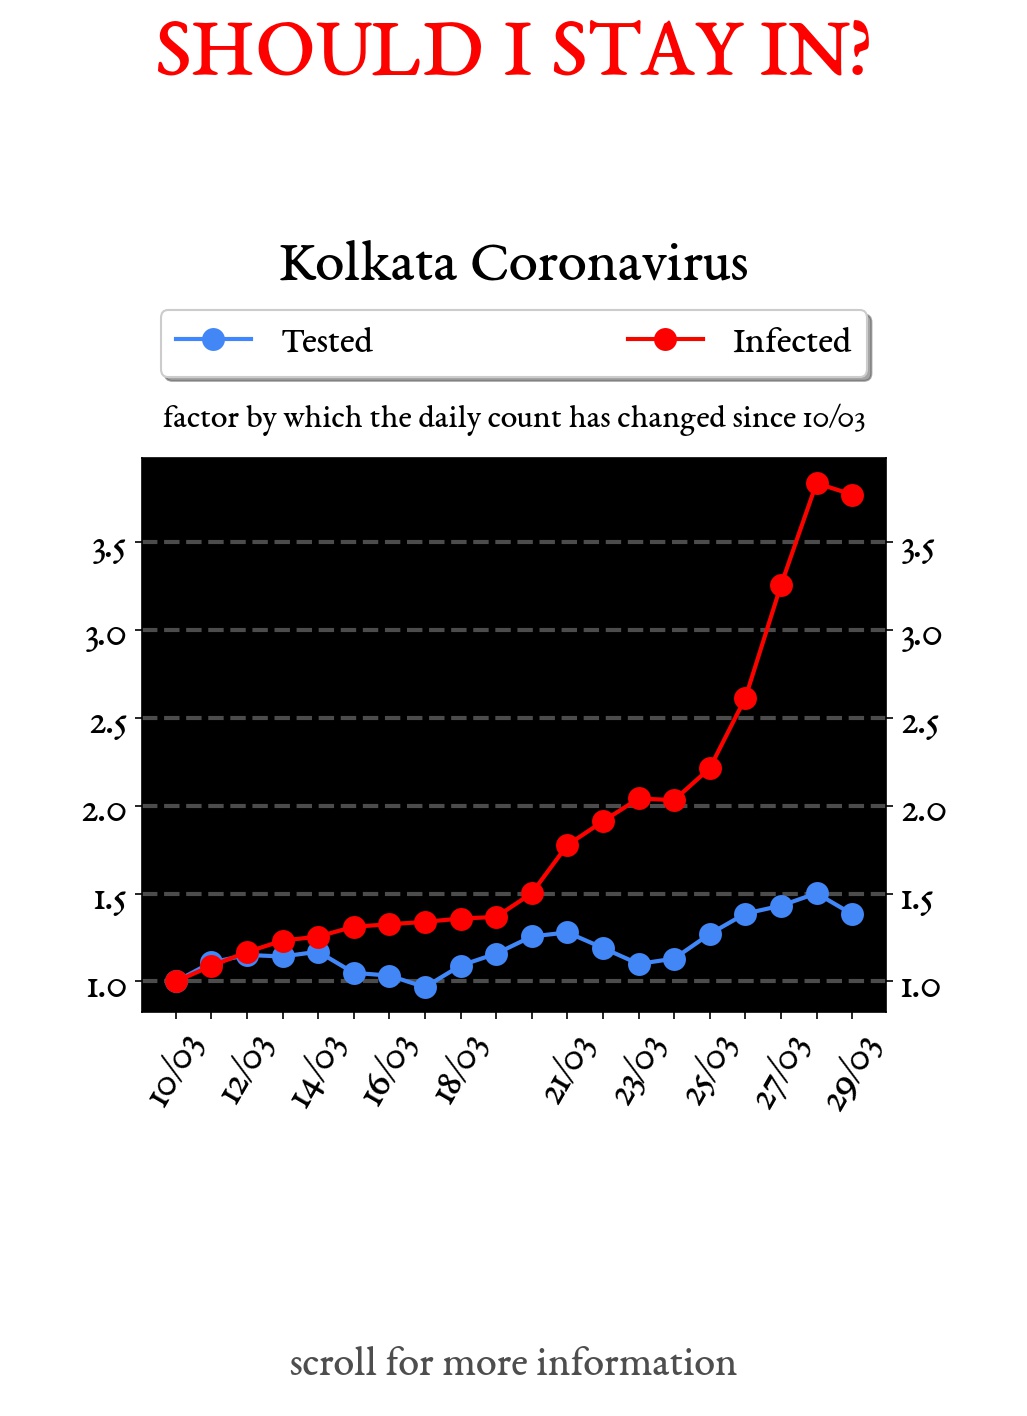 SHOULD I STAY IN?
Kolkata Coronavirus
Tested Infected
factor by which the daily count has changed since 10/03
3.5 3.5
3.0 3.0
2.5 2.5
2.0 2.0
1.5 1.5
1.0 1.0
10/03 12/03 14/03 16/03 18/03 21/03 23/03 25/03 27/03 29/03
scroll for more information